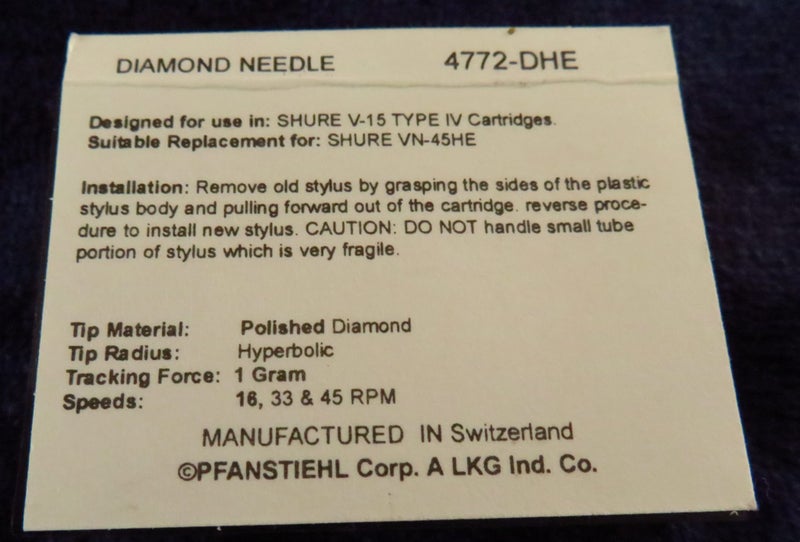 DIAMOND NEEDLE 4772-DHE
Designed for use in: SHURE V-15 TYPE IV Cartridges.
Suitable Replacement for: SHURE VN-45HE
Installation: Remove old stylus by grasping the sides of the plastic
stylus body and pulling forward out of the cartridge. reverse proce-
dure to install new stylus. CAUTION: DO NOT handle small tube
portion of stylus which is very fragile.
Tip Material: Polished Diamond
Tip Radius: Hyperbolic
Tracking Force: 1 Gram
Speeds: 16, 33 & 45 RPM
MANUFACTURED IN Switzerland
©PFANSTIEHL Corp. A LKG Ind. Co.